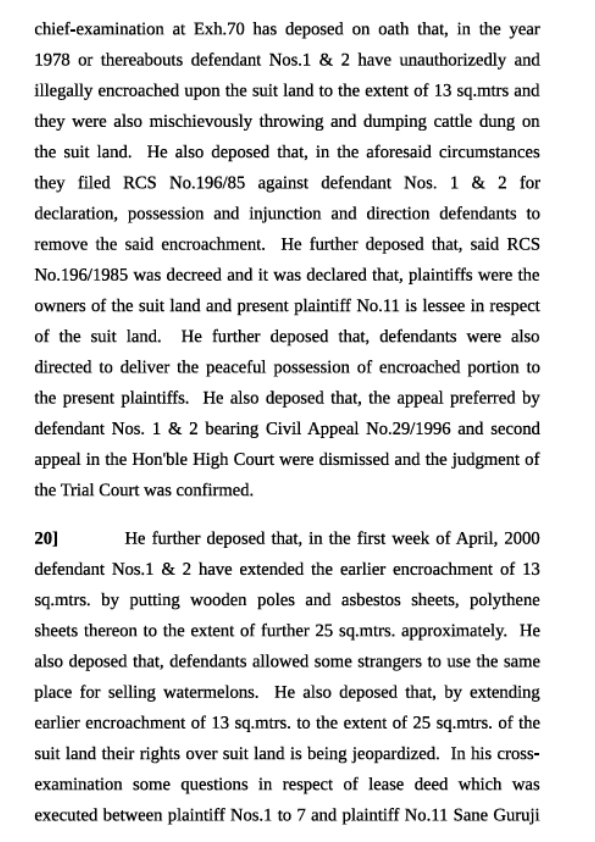 chief-examination at Exh.70 has deposed on oath that, in the year
1978 or thereabouts defendant Nos.1 & 2 have unauthorizedly and
illegally encroached upon the suit land to the extent of 13 sq.mtrs and
they were also mischievously throwing and dumping cattle dung on
the suit land. He also deposed that, in the aforesaid circumstances
they filed RCS No.196/85 against defendant Nos. 1 & 2 for
declaration, possession and injunction and direction defendants to
remove the said encroachment. He further deposed that, said RCS
No.196/1985 was decreed and it was declared that, plaintiffs were the
owners of the suit land and present plaintiff No.11 is lessee in respect
of the suit land. He further deposed that, defendants were also
directed to deliver the peaceful possession of encroached portion to
the present plaintiffs. He also deposed that, the appeal preferred by
defendant Nos. 1 & 2 bearing Civil Appeal No.29/1996 and second
appeal in the Hon'ble High Court were dismissed and the judgment of
the Trial Court was confirmed.
20] He further deposed that, in the first week of April, 2000
defendant Nos.1 & 2 have extended the earlier encroachment of 13
sq.mtrs. by putting wooden poles and asbestos sheets, polythene
sheets thereon to the extent of further 25 sq.mtrs. approximately. He
also deposed that, defendants allowed some strangers to use the same
place for selling watermelons. He also deposed that, by extending
earlier encroachment of 13 sq.mtrs. to the extent of 25 sq.mtrs. of the
suit land their rights over suit land is being jeopardized. In his cross-
examination some questions in respect of lease deed which was
executed between plaintiff Nos.1 to 7 and plaintiff No.11 Sane Guruji